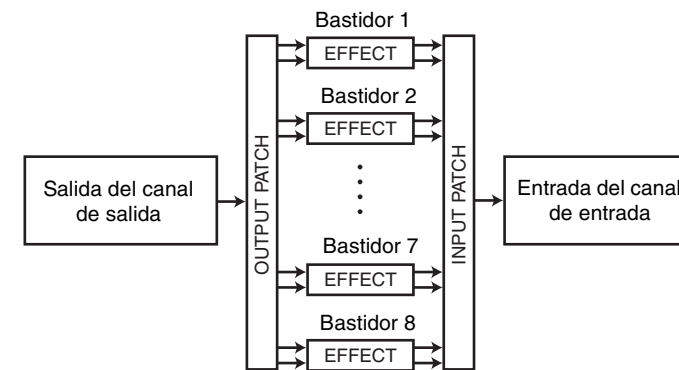 Bastidor 1
EFFECT
Bastidor 2
EFFECT
Salida del canal
de salida
OUTPUT PATCH
INPUT PATCH
Entrada del canal
de entrada
Bastidor 7
EFFECT
Bastidor 8
EFFECT